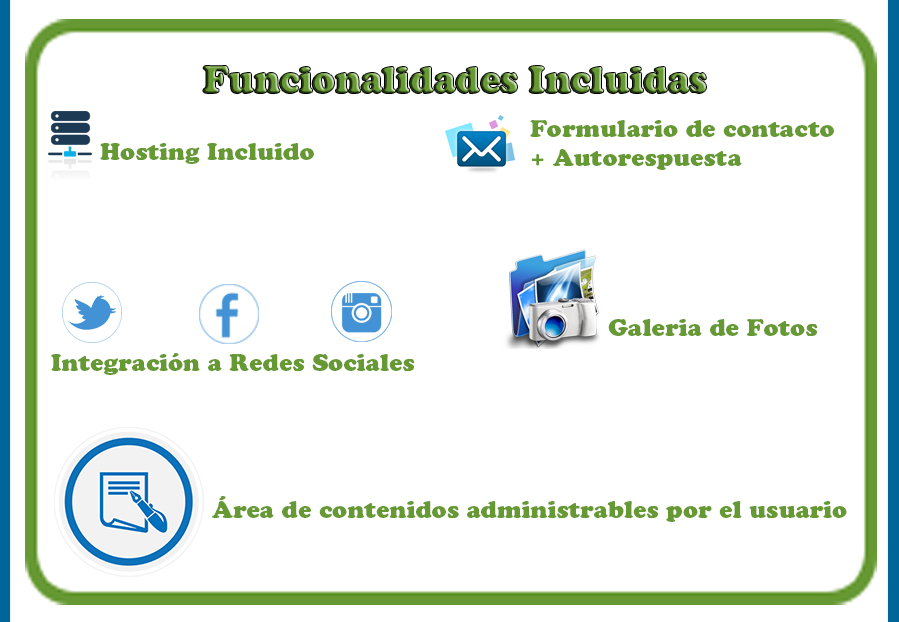 Funcionalidades Incluidas
Hosting Incluido
Formulario de contacto
+ Autorespuesta
Galeria de Fotos
Integración a Redes Sociales
Área de contenidos administrables por el usuario